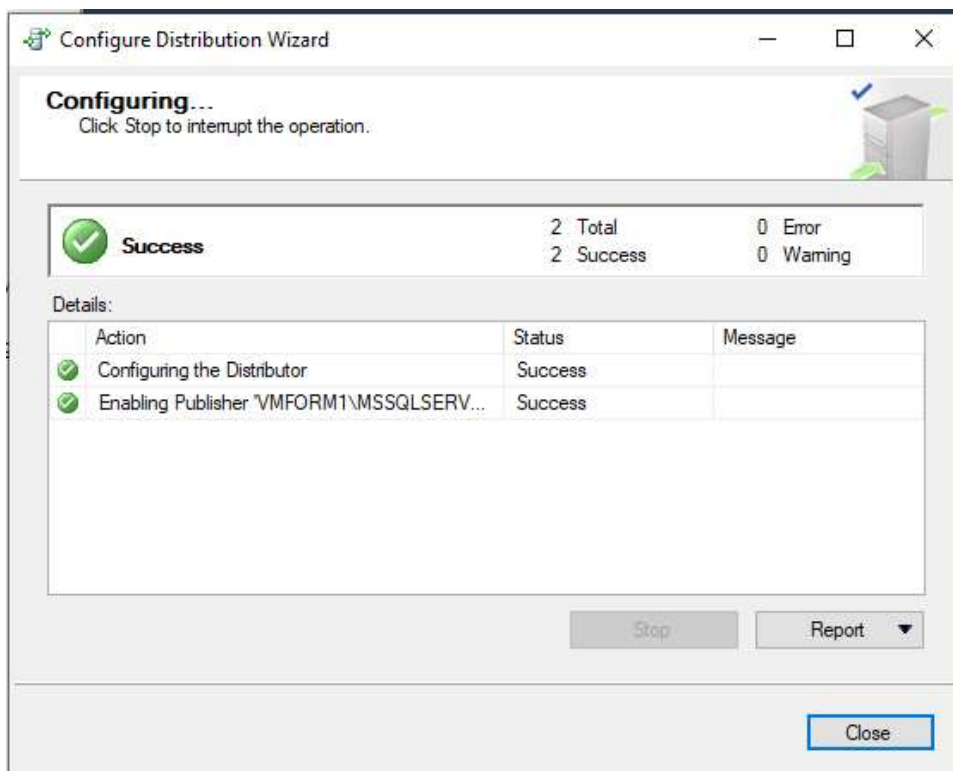 Configure Distribution Wizard
Configuring...
Click Stop to interrupt the operation.
Success
2 Total
0 Error
2 Success
0 Warning
Details:
Action Status Message
Configuring the Distributor Success
Enabling Publisher 'VMFORM1\MSSQLSERV... Success
Stop Report
Close